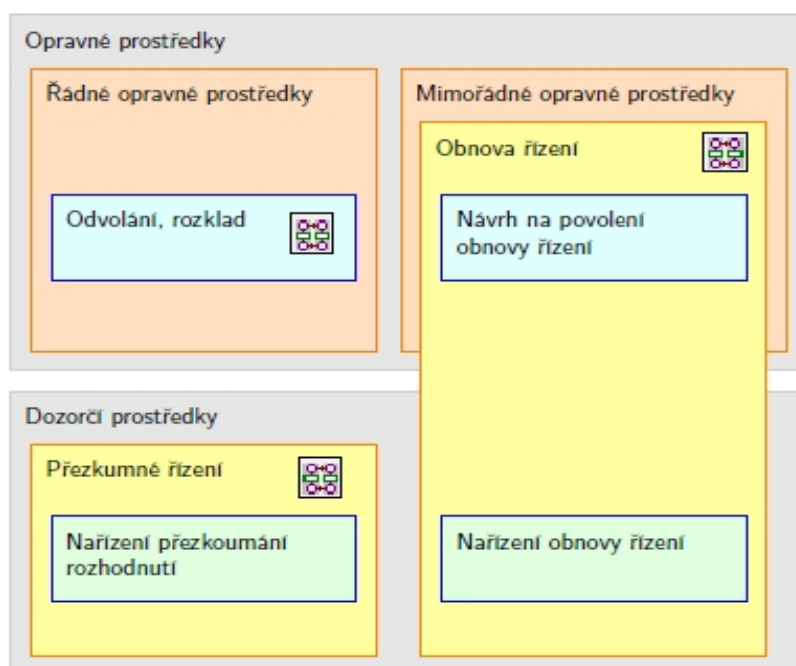 Opravné prostředky
Řádné opravné prostředky
Mimořádné opravné prostředky
Obnova řízení
Odvolání, rozklad
Návrh na povolení
obnovy řízení
Dozorčí prostředky
Přezkumné řízení
Nařízení přezkoumání
rozhodnutí
Nařízení obnovy řízení